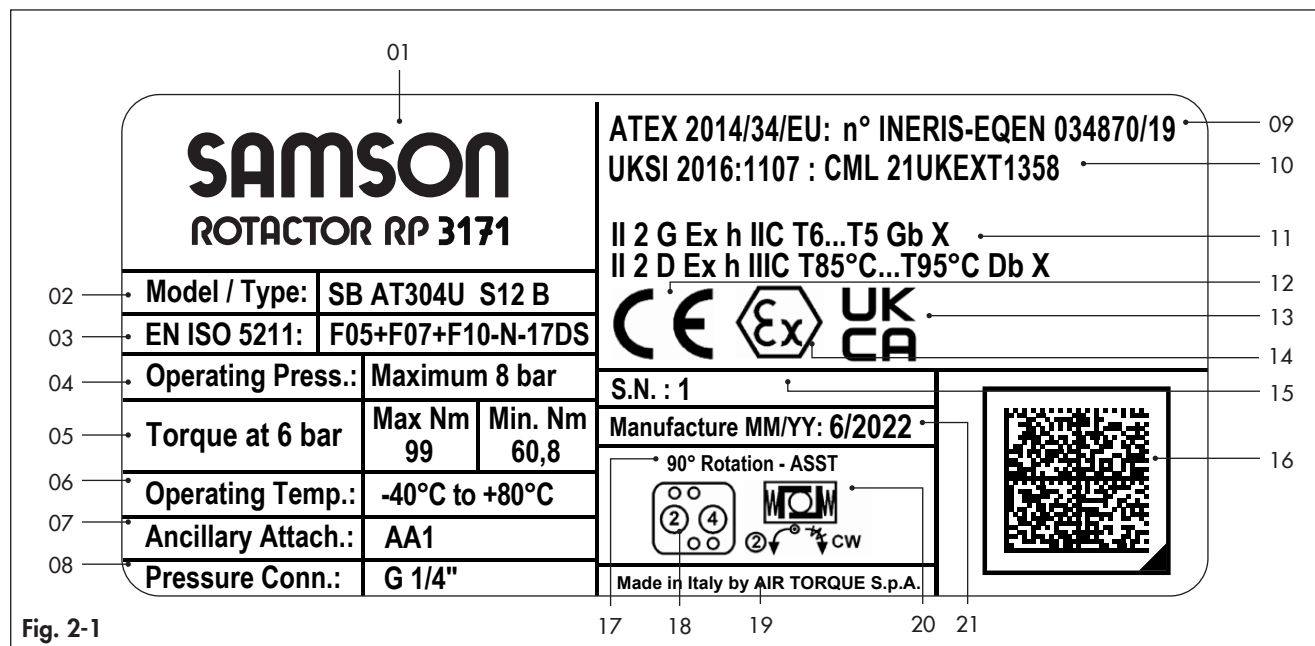 01
SAMSON
ROTACTOR RP 3171
02 Model / Type: SB AT304U S12 B
03 EN ISO 5211: F05+F07+F10-N-17DS
04 Operating Press.: Maximum 8 bar
05 Torque at 6 bar Max Nm 99 Min. Nm 60,8
06 Operating Temp.: -40°C to +80°C
07 Ancillary Attach.: AA1
08 Pressure Conn.: G 1/4"
ATEX 2014/34/EU: n° INERIS-EQEN 034870/19 09
UKSI 2016:1107 : CML 21UKEXT1358 10
II 2 G Ex h IIC T6...T5 Gb X 11
II 2 D Ex h IIIC T85°C...T95°C Db X
12
CE Ex UK CA 13
14
S.N. : 1 15
Manufacture MM/YY: 6/2022
90° Rotation - ASST
16
2 4
2 CW
Made in Italy by AIR TORQUE S.p.A.
17 18 19 20 21
Fig. 2-1